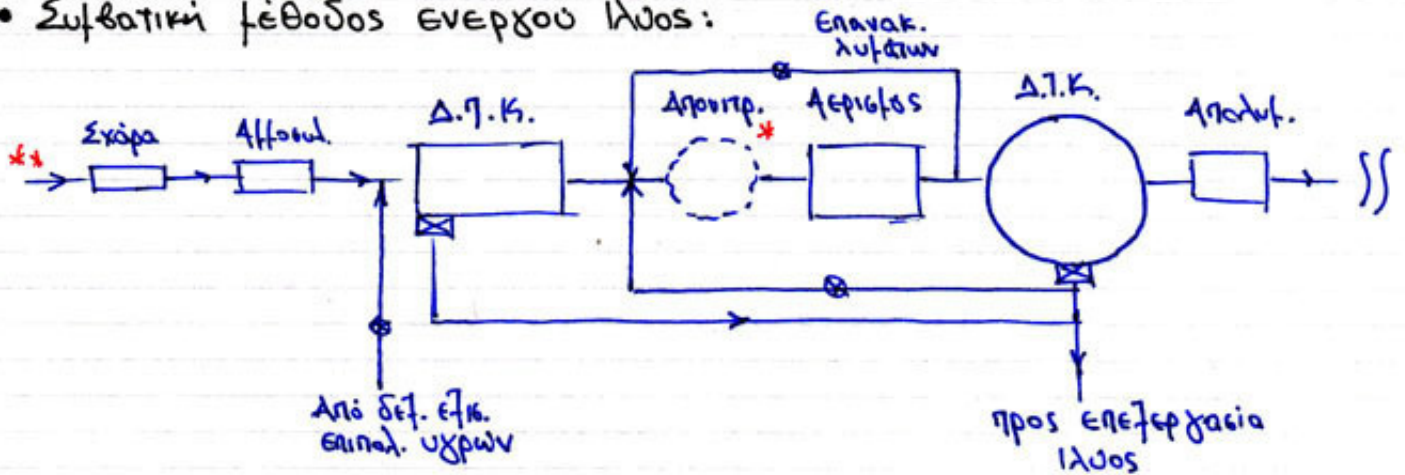 • Συμβατική μέθοδος ενεργού ιλύος:
Επανακ.
λυμάτων
Σχάρα
Αμμοσυλ.
Δ.Π.Κ.
Απονιτρ.
Αερισμός
Δ.Τ.Κ.
Απολυμ.
**
*
Από δεξ. εξισ.
επιπολ. υγρών
προς επεξεργασία
ιλύος